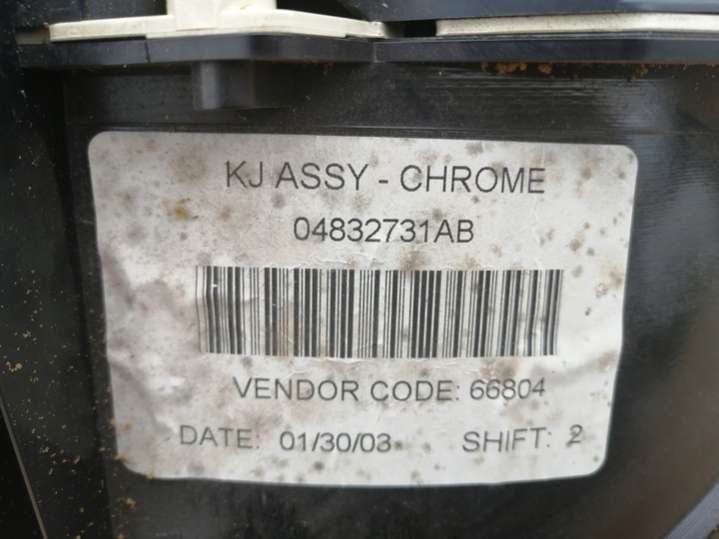 KJ ASSY - CHROME
04832731AB
VENDOR CODE: 66804
DATE: 01/30/03 SHIFT: 2